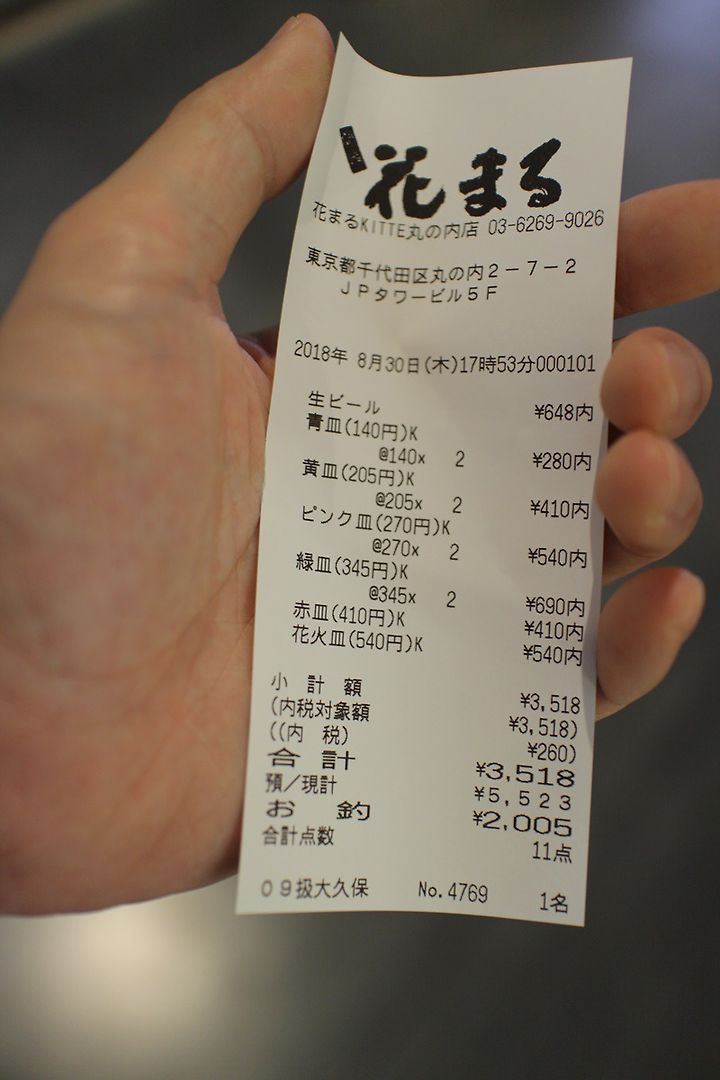 花まる
花まるKITTE丸の内店 03-6269-9026
東京都千代田区丸の内2-7-2
JPタワービル5F
2018年 8月30日(木)17時53分000101
生ビール ¥648内
青皿(140円)K
@140× 2 ¥280内
黄皿(205円)K
@205× 2 ¥410内
ピンク皿(270円)K
@270× 2 ¥540内
緑皿(345円)K
@345× 2 ¥690内
赤皿(410円)K ¥410内
花火皿(540円)K ¥540内
小 計 額 ¥3,518
(内税対象額 ¥3,518)
((内 税) ¥260)
合 計 ¥3,518
預/現計 ¥5,523
お 釣 ¥2,005
合計点数 11点
09扱大久保 No.4769 1名